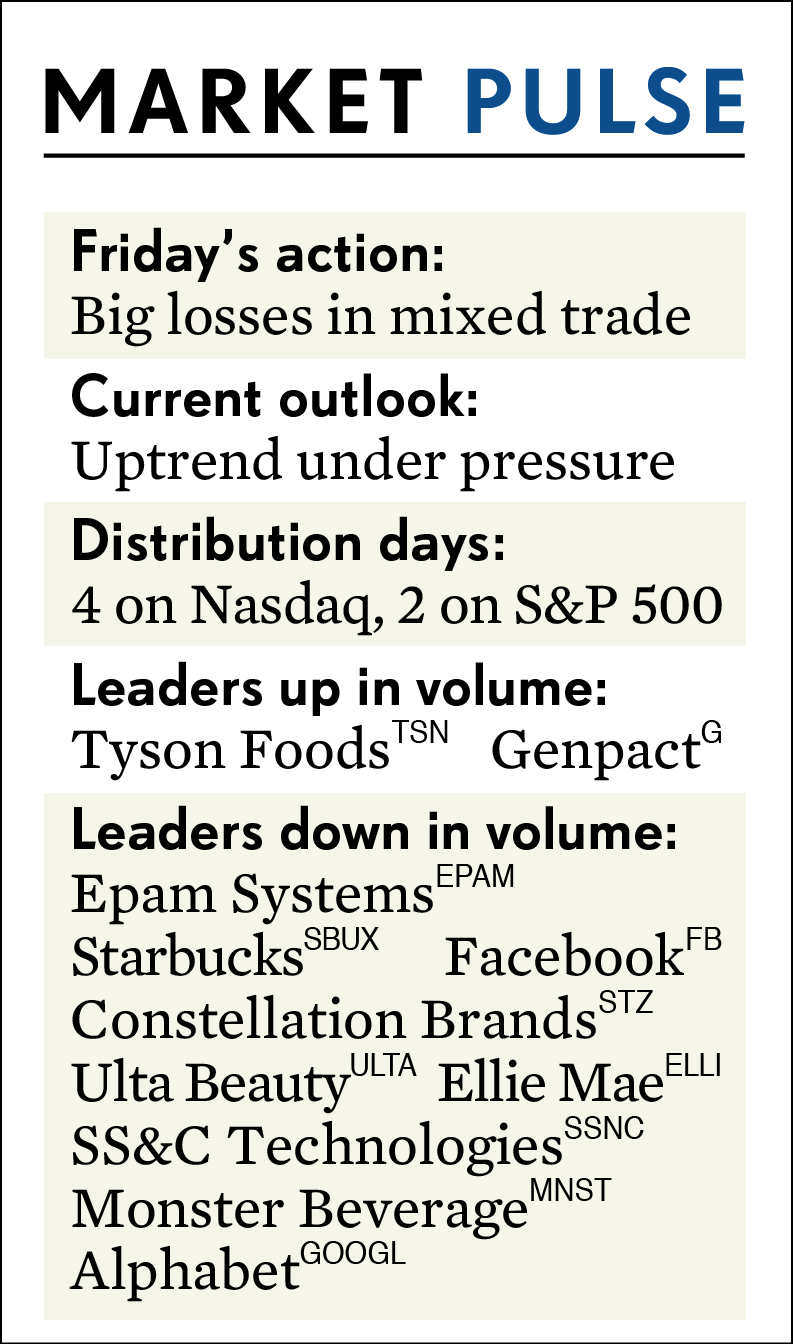 MARKET PULSE
Friday’s action:
Big losses in mixed trade
Current outlook:
Uptrend under pressure
Distribution days:
4 on Nasdaq, 2 on S&P 500
Leaders up in volume:
Tyson Foods TSN Genpact G
Leaders down in volume:
Epam Systems EPAM
Starbucks SBUX Facebook FB
Constellation Brands STZ
Ulta Beauty ULTA Ellie Mae ELLI
SS&C Technologies SSNC
Monster Beverage MNST
Alphabet GOOGL